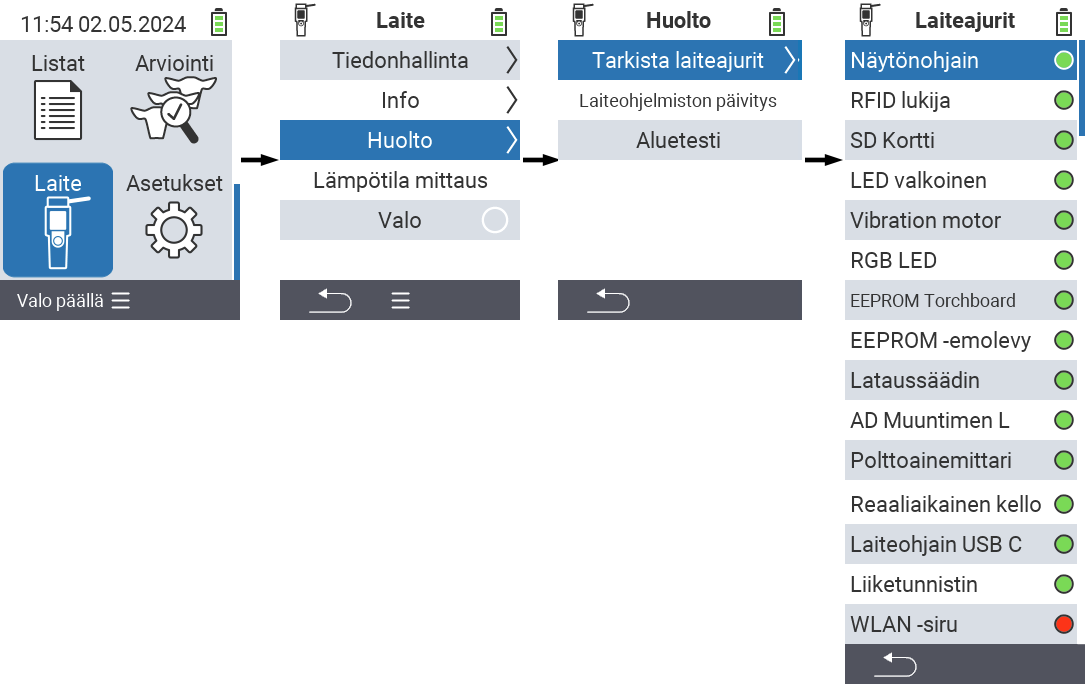 11:54 02.05.2024
Listat
Arviointi
Laite
Asetukset
Valo päällä
Laite
Tiedonhallinta
Info
Huolto
Lämpötila mittaus
Valo
Huolto
Tarkista laiteajurit
Laiteohjelmiston päivitys
Aluetesti
Laiteajurit
Näytönohjain
RFID lukija
SD Kortti
LED valkoinen
Vibration motor
RGB LED
EEPROM Torchboard
EEPROM -emolevy
Lataussäädin
AD Muuntimen L
Polttoainemittari
Reaaliaikainen kello
Laiteohjain USB C
Liiketunnistin
WLAN -siru